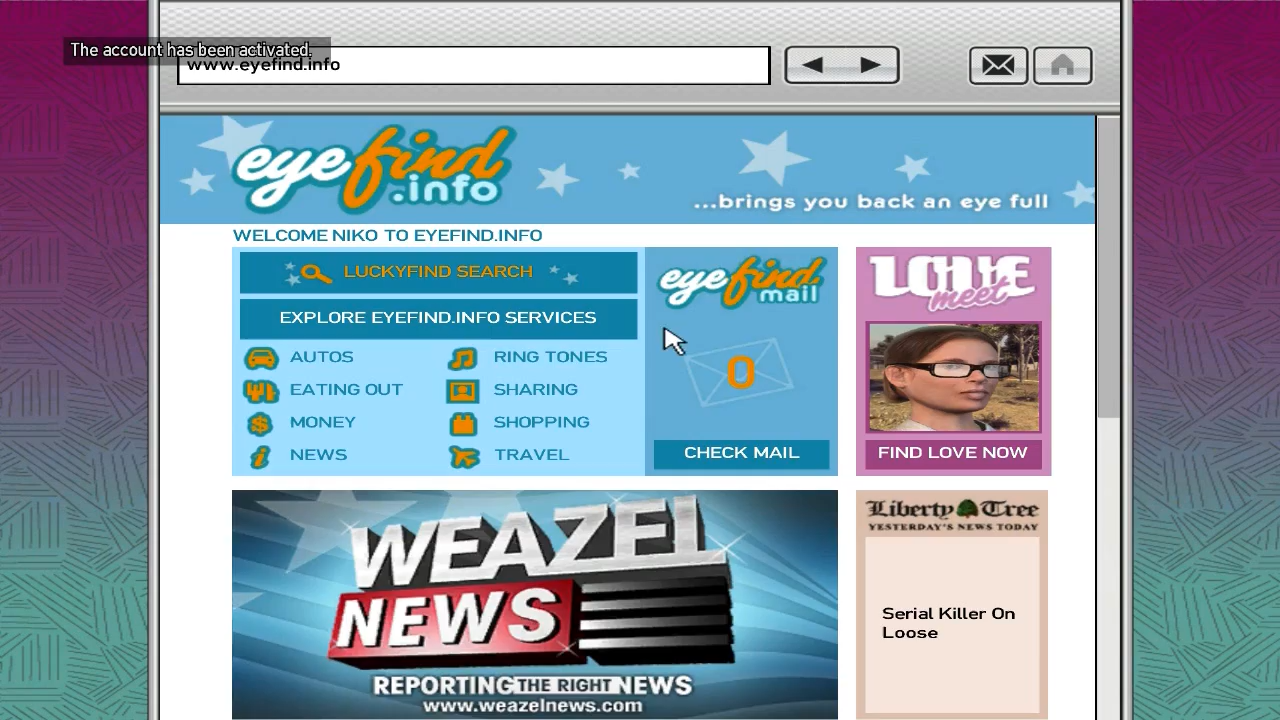 The account has been activated.
www.eyefind.info
eyefind
.info
...brings you back an eye full
WELCOME NIKO TO EYEFIND.INFO
LUCKYFIND SEARCH
EXPLORE EYEFIND.INFO SERVICES
AUTOS
RING TONES
EATING OUT
SHARING
MONEY
SHOPPING
NEWS
TRAVEL
eyefind
mail
0
CHECK MAIL
LOVE
meet
FIND LOVE NOW
WEAZEL
NEWS
REPORTING THE RIGHT NEWS
www.weazelnews.com
Liberty Tree
YESTERDAY'S NEWS TODAY
Serial Killer On
Loose